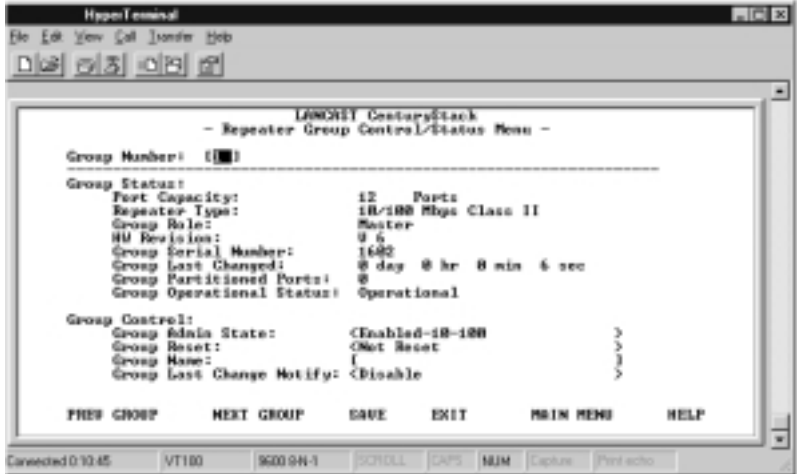 HyperTerminal
File Edit View Call Transfer Help
LANCAST CenturyStack
- Repeater Group Control/Status Menu -
Group Number: [ ]
Group Status:
Port Capacity: 12 Ports
Repeater Type: 10/100 Mbps Class II
Group Role: Master
HW Revision: V 6
Group Serial Number: 1602
Group Last Changed: 0 day 0 hr 0 min 6 sec
Group Partitioned Ports: 0
Group Operational Status: Operational
Group Control:
Group Admin State: <Enabled-10-100 >
Group Reset: <Not Reset >
Group Name: [ ]
Group Last Change Notify: <Disable >
PREV GROUP NEXT GROUP SAVE EXIT MAIN MENU HELP
Connected 0:10:45 VT100 9600 8-N-1 SCROLL CAPS NUM Capture Print echo